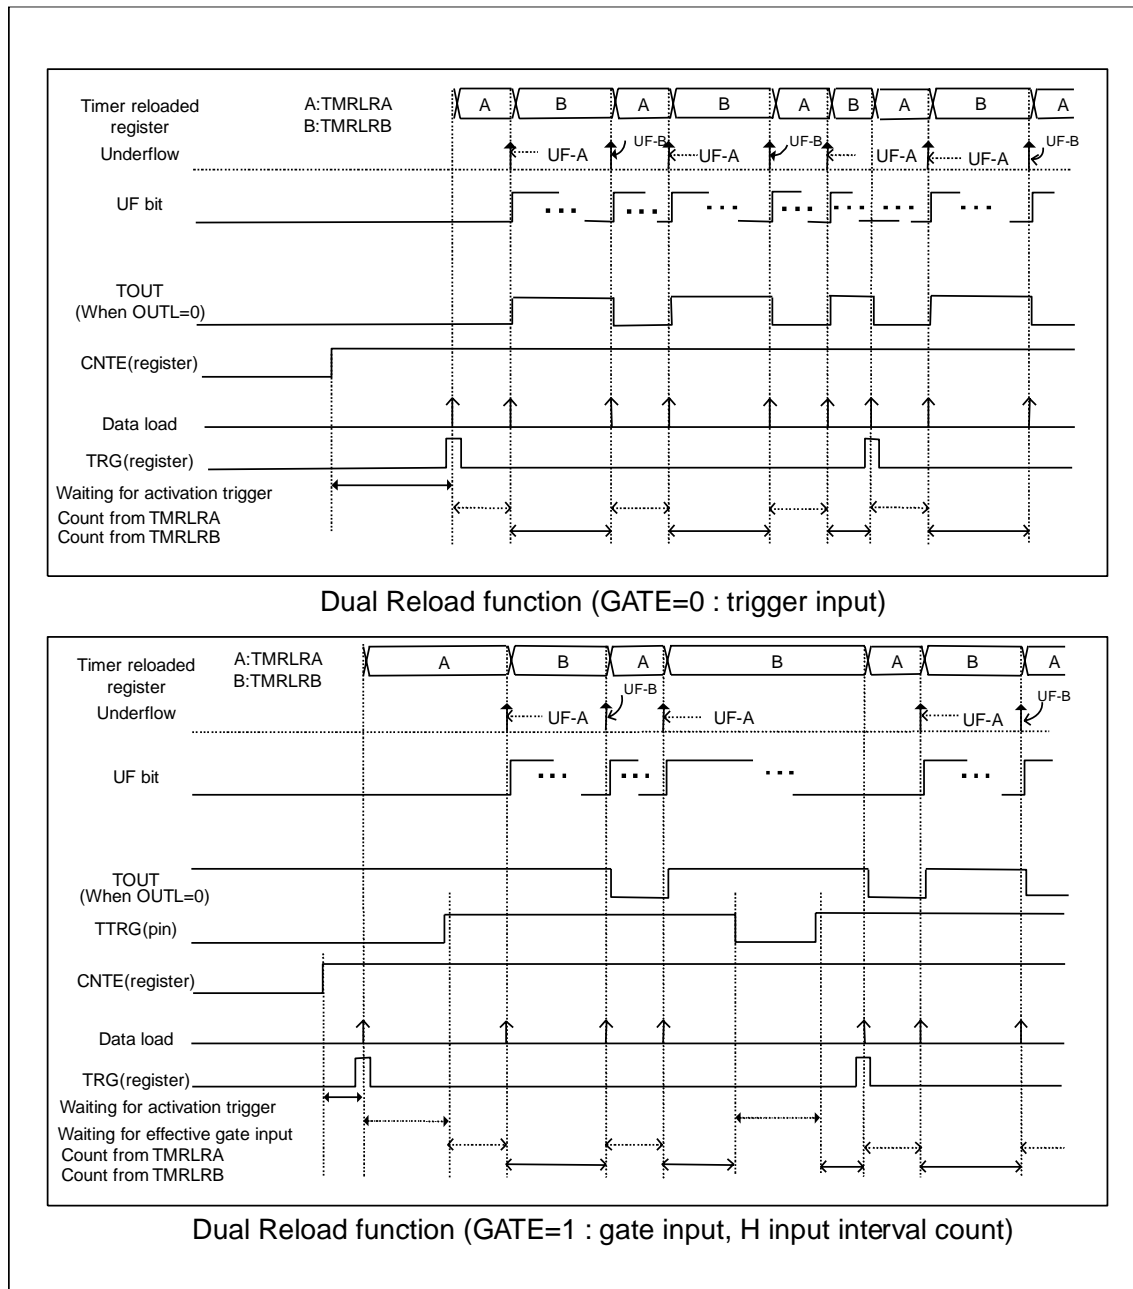 Timer reloaded register
A:TMRLRA
B:TMRLRB
A B A B A B A B A
Underflow
UF-A UF-B UF-A UF-B UF-A UF-A UF-B
UF bit
TOUT
(When OUTL=0)
CNTE(register)
Data load
TRG(register)
Waiting for activation trigger
Count from TMRLRA
Count from TMRLRB
Dual Reload function (GATE=0 : trigger input)
Timer reloaded register
A:TMRLRA
B:TMRLRB
A B A B A B A
Underflow
UF-A UF-B UF-A UF-A UF-B
UF bit
TOUT
(When OUTL=0)
TTRG(pin)
CNTE(register)
Data load
TRG(register)
Waiting for activation trigger
Waiting for effective gate input
Count from TMRLRA
Count from TMRLRB
Dual Reload function (GATE=1 : gate input, H input interval count)